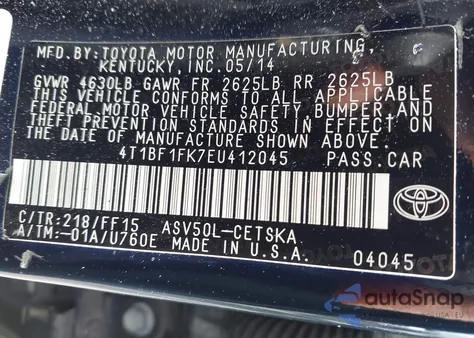 MFD. BY: TOYOTA MOTOR MANUFACTURING,
KENTUCKY, INC. 05/14
GVWR 4630LB GAWR FR 2625LB RR 2625LB
THIS VEHICLE CONFORMS TO ALL APPLICABLE
FEDERAL MOTOR VEHICLE SAFETY, BUMPER, AND
THEFT PREVENTION STANDARDS IN EFFECT ON THE
DATE OF MANUFACTURE SHOWN ABOVE.
4T1BF1FK7EU412045 PASS.CAR
C/TR:218/FF15 ASV50L-CETSKA
A/TM:-01A/U760E MADE IN U.S.A.
04045
autoSnap